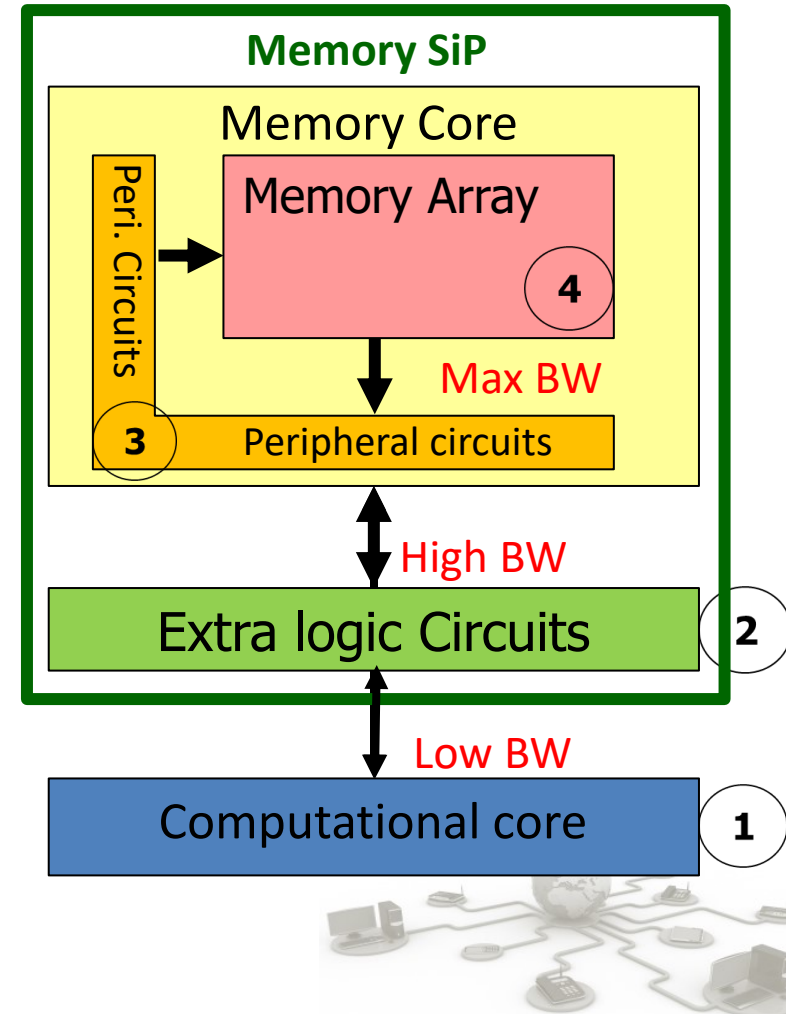 Memory SiP
Memory Core
Peri. Circuits
Memory Array
4
Max BW
3
Peripheral circuits
High BW
Extra logic Circuits
2
Low BW
Computational core
1